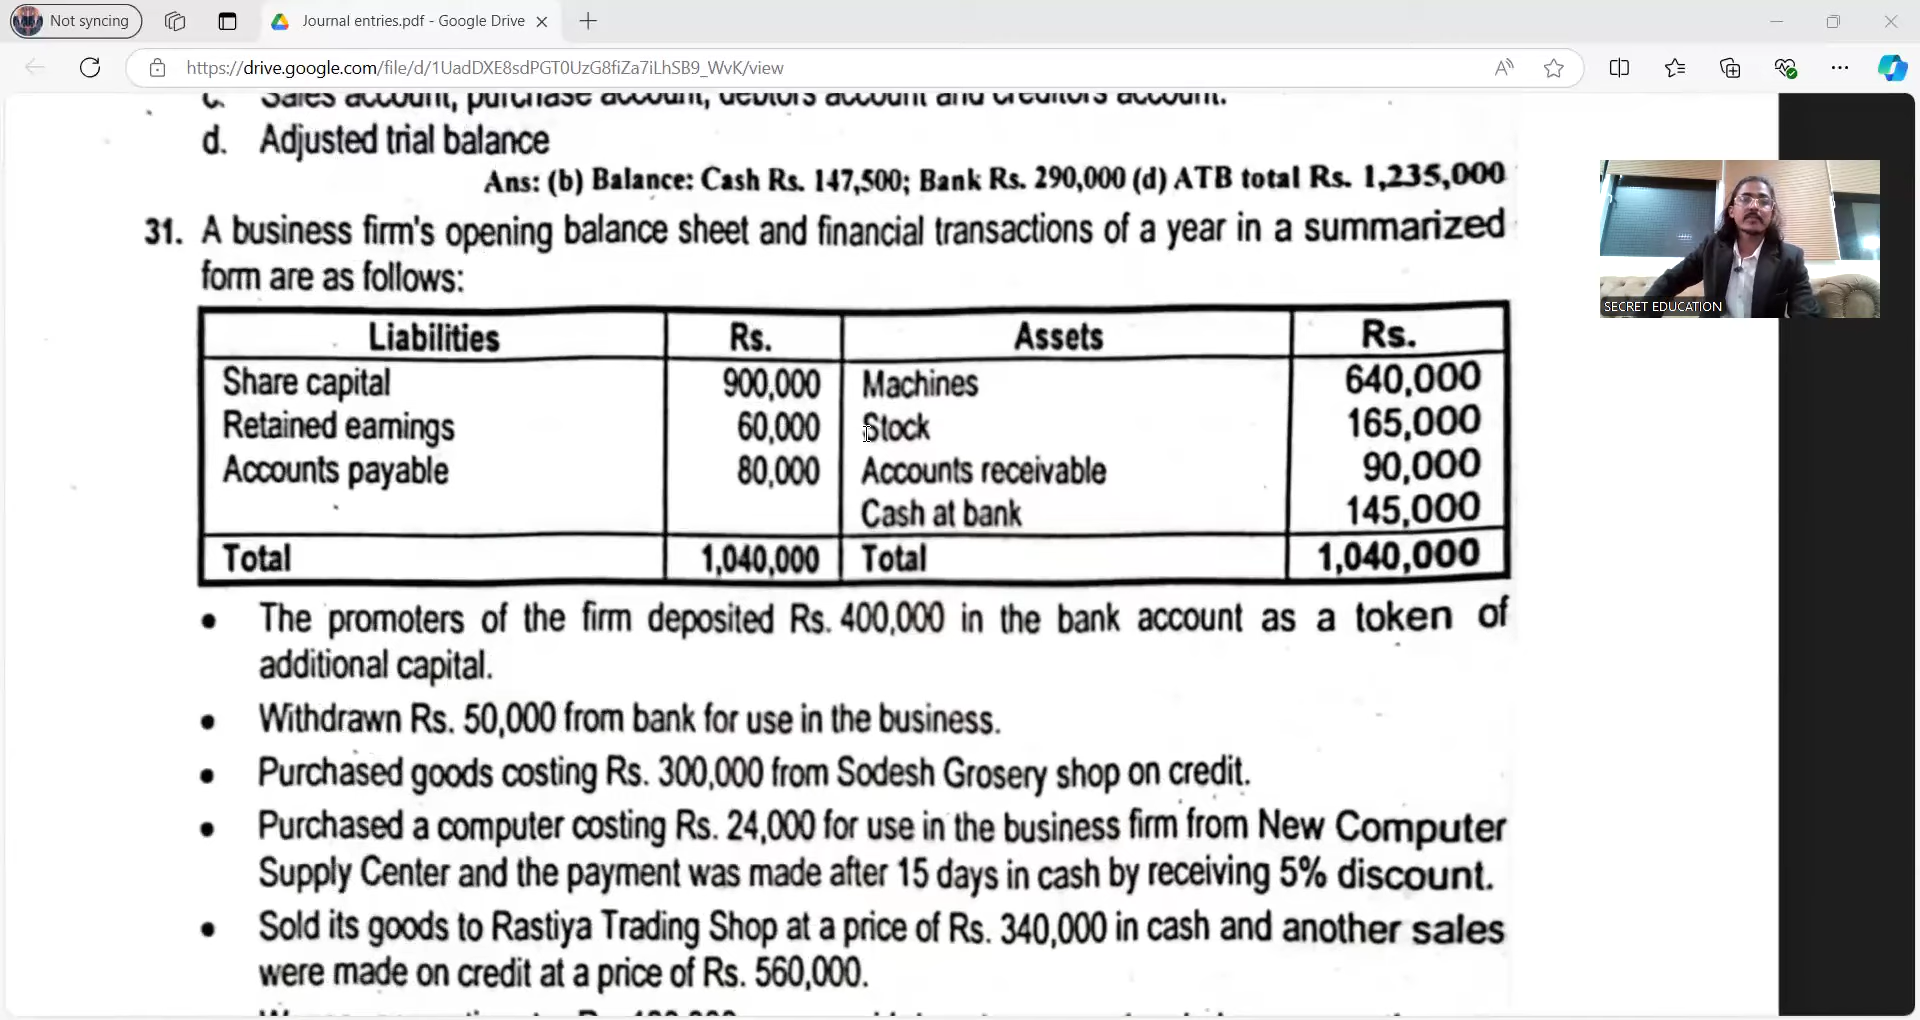 Not syncing
Journal entries.pdf - Google Drive
https://drive.google.com/file/d/1UadDXE8sdPGT0UzG8fiZa7iLhSB9_WvK/view
c. Sales account, purchase account, debtors account and creditors account.
d. Adjusted trial balance
Ans: (b) Balance: Cash Rs. 147,500; Bank Rs. 290,000 (d) ATB total Rs. 1,235,000
31. A business firm's opening balance sheet and financial transactions of a year in a summarized
form are as follows:
Liabilities Rs. Assets Rs.
Share capital 900,000 Machines 640,000
Retained earnings 60,000 Stock 165,000
Accounts payable 80,000 Accounts receivable 90,000
Cash at bank 145,000
Total 1,040,000 Total 1,040,000
• The promoters of the firm deposited Rs. 400,000 in the bank account as a token of
additional capital.
• Withdrawn Rs. 50,000 from bank for use in the business.
• Purchased goods costing Rs. 300,000 from Sodesh Grosery shop on credit.
• Purchased a computer costing Rs. 24,000 for use in the business firm from New Computer
Supply Center and the payment was made after 15 days in cash by receiving 5% discount.
• Sold its goods to Rastiya Trading Shop at a price of Rs. 340,000 in cash and another sales
were made on credit at a price of Rs. 560,000.
SECRET EDUCATION